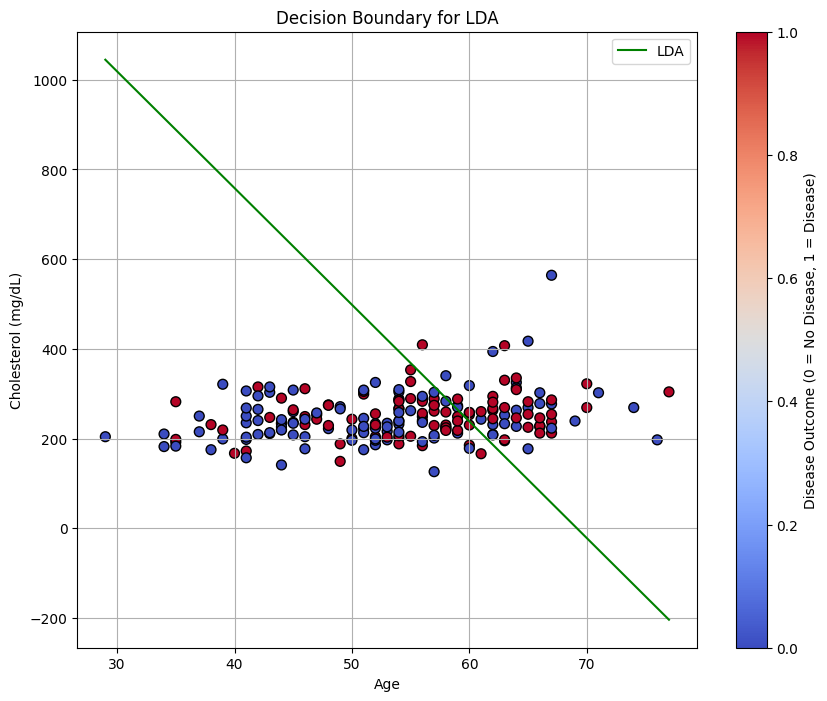 Decision Boundary for LDA
LDA
Cholesterol (mg/dL)
1000
800
600
400
200
0
−200
30 40 50 60 70
Age
1.0
0.8
0.6
0.4
0.2
0.0
Disease Outcome (0 = No Disease, 1 = Disease)